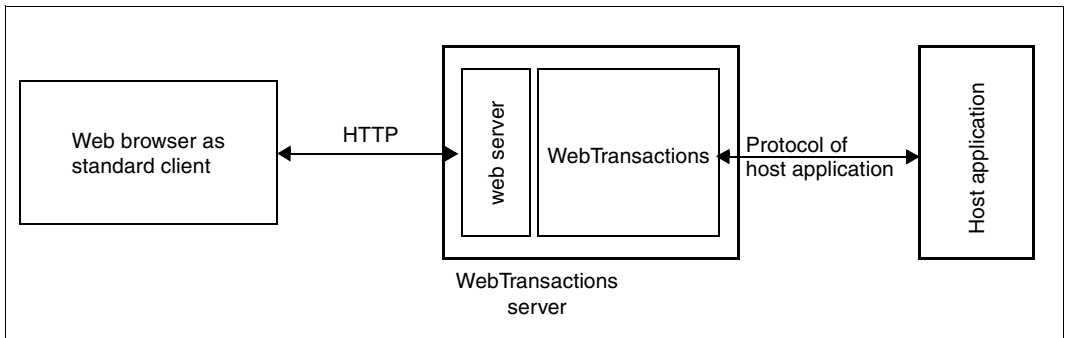 Web browser as
standard client
HTTP
web server
WebTransactions
Protocol of
host application
Host application
WebTransactions
server